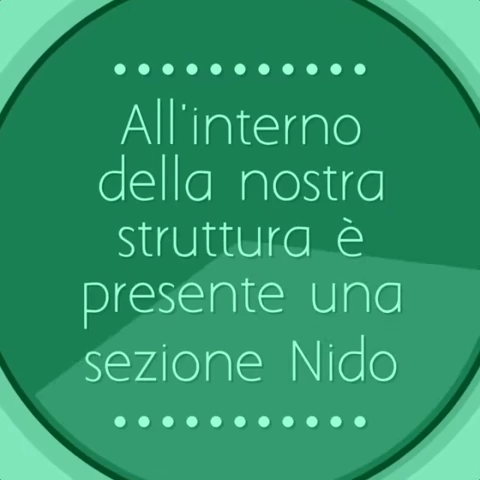 All'interno
della nostra
struttura è
presente una
sezione Nido